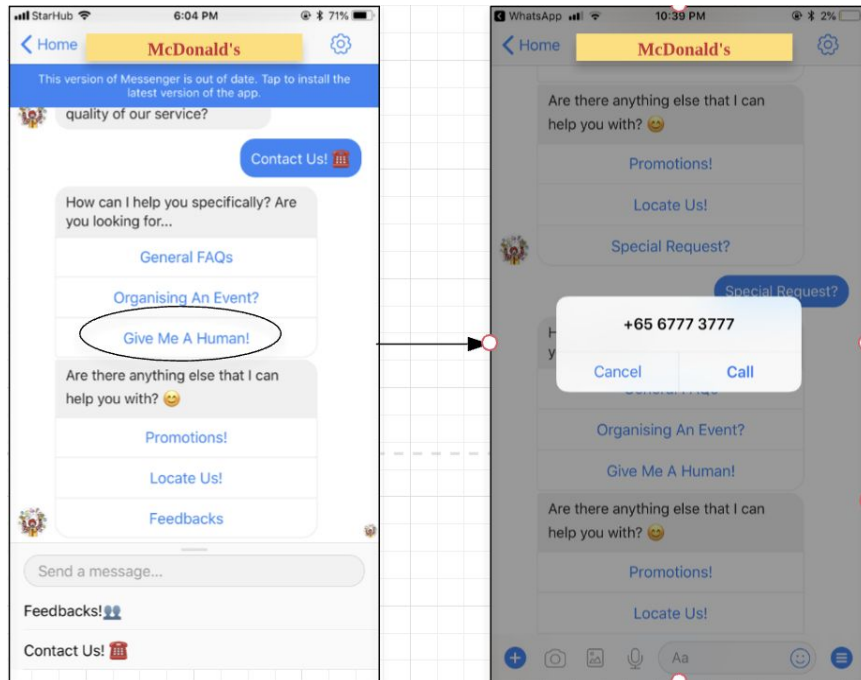 StarHub 6:04 PM 71%
Home McDonald's
This version of Messenger is out of date. Tap to install the
latest version of the app.
quality of our service?
Contact Us! ☎️
How can I help you specifically? Are
you looking for...
General FAQs
Organising An Event?
Give Me A Human!
Are there anything else that I can
help you with? 😊
Promotions!
Locate Us!
Feedbacks
Send a message...
Feedbacks!👥
Contact Us! ☎️
WhatsApp 10:39 PM 2%
Home McDonald's
Are there anything else that I can
help you with? 😊
Promotions!
Locate Us!
Special Request?
Special Request?
+65 6777 3777
Cancel Call
Organising An Event?
Give Me A Human!
Are there anything else that I can
help you with? 😊
Promotions!
Locate Us!
Aa